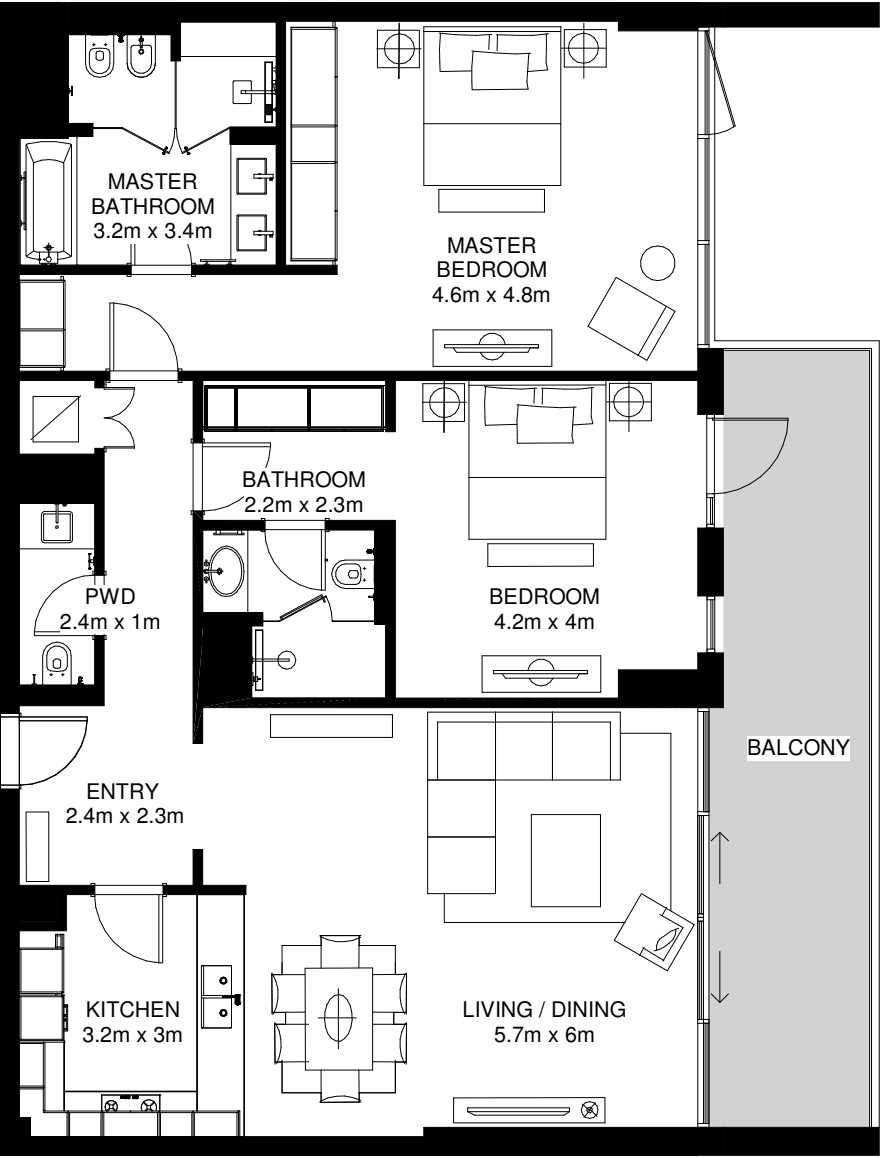 MASTER
BATHROOM
3.2m x 3.4m
MASTER
BEDROOM
4.6m x 4.8m
BATHROOM
2.2m x 2.3m
PWD
2.4m x 1m
BEDROOM
4.2m x 4m
BALCONY
ENTRY
2.4m x 2.3m
KITCHEN
3.2m x 3m
LIVING / DINING
5.7m x 6m